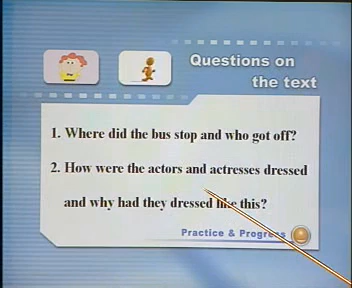 Questions on
the text
1. Where did the bus stop and who got off?
2. How were the actors and actresses dressed
and why had they dressed like this?
Practice & Progress